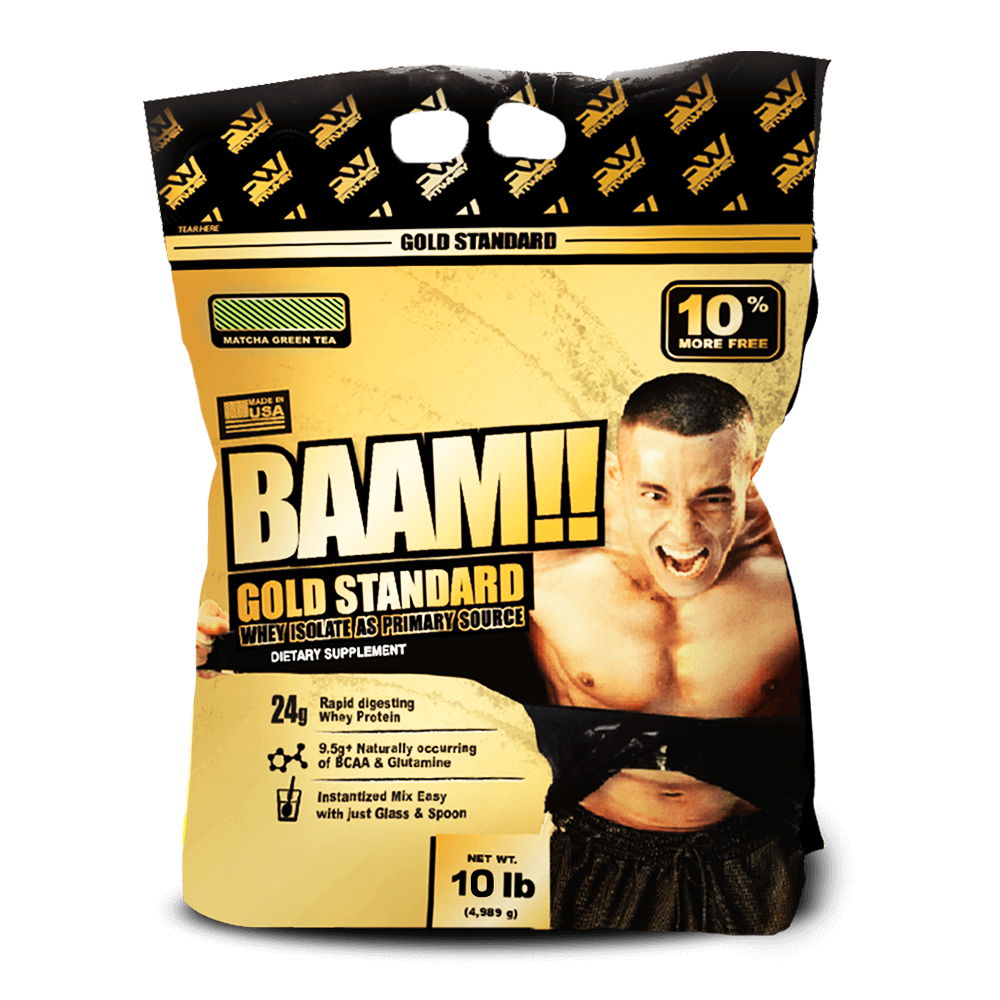 FITWHEY
TEAR HERE
GOLD STANDARD
10%
MORE FREE
MATCHA GREEN TEA
MADE IN
USA
BAAM!!
GOLD STANDARD
WHEY ISOLATE AS PRIMARY SOURCE
DIETARY SUPPLEMENT
24g
Rapid digesting
Whey Protein
9.5g+ Naturally occurring
of BCAA & Glutamine
Instantized Mix Easy
with just Glass & Spoon
NET WT.
10 lb
(4,989 g)